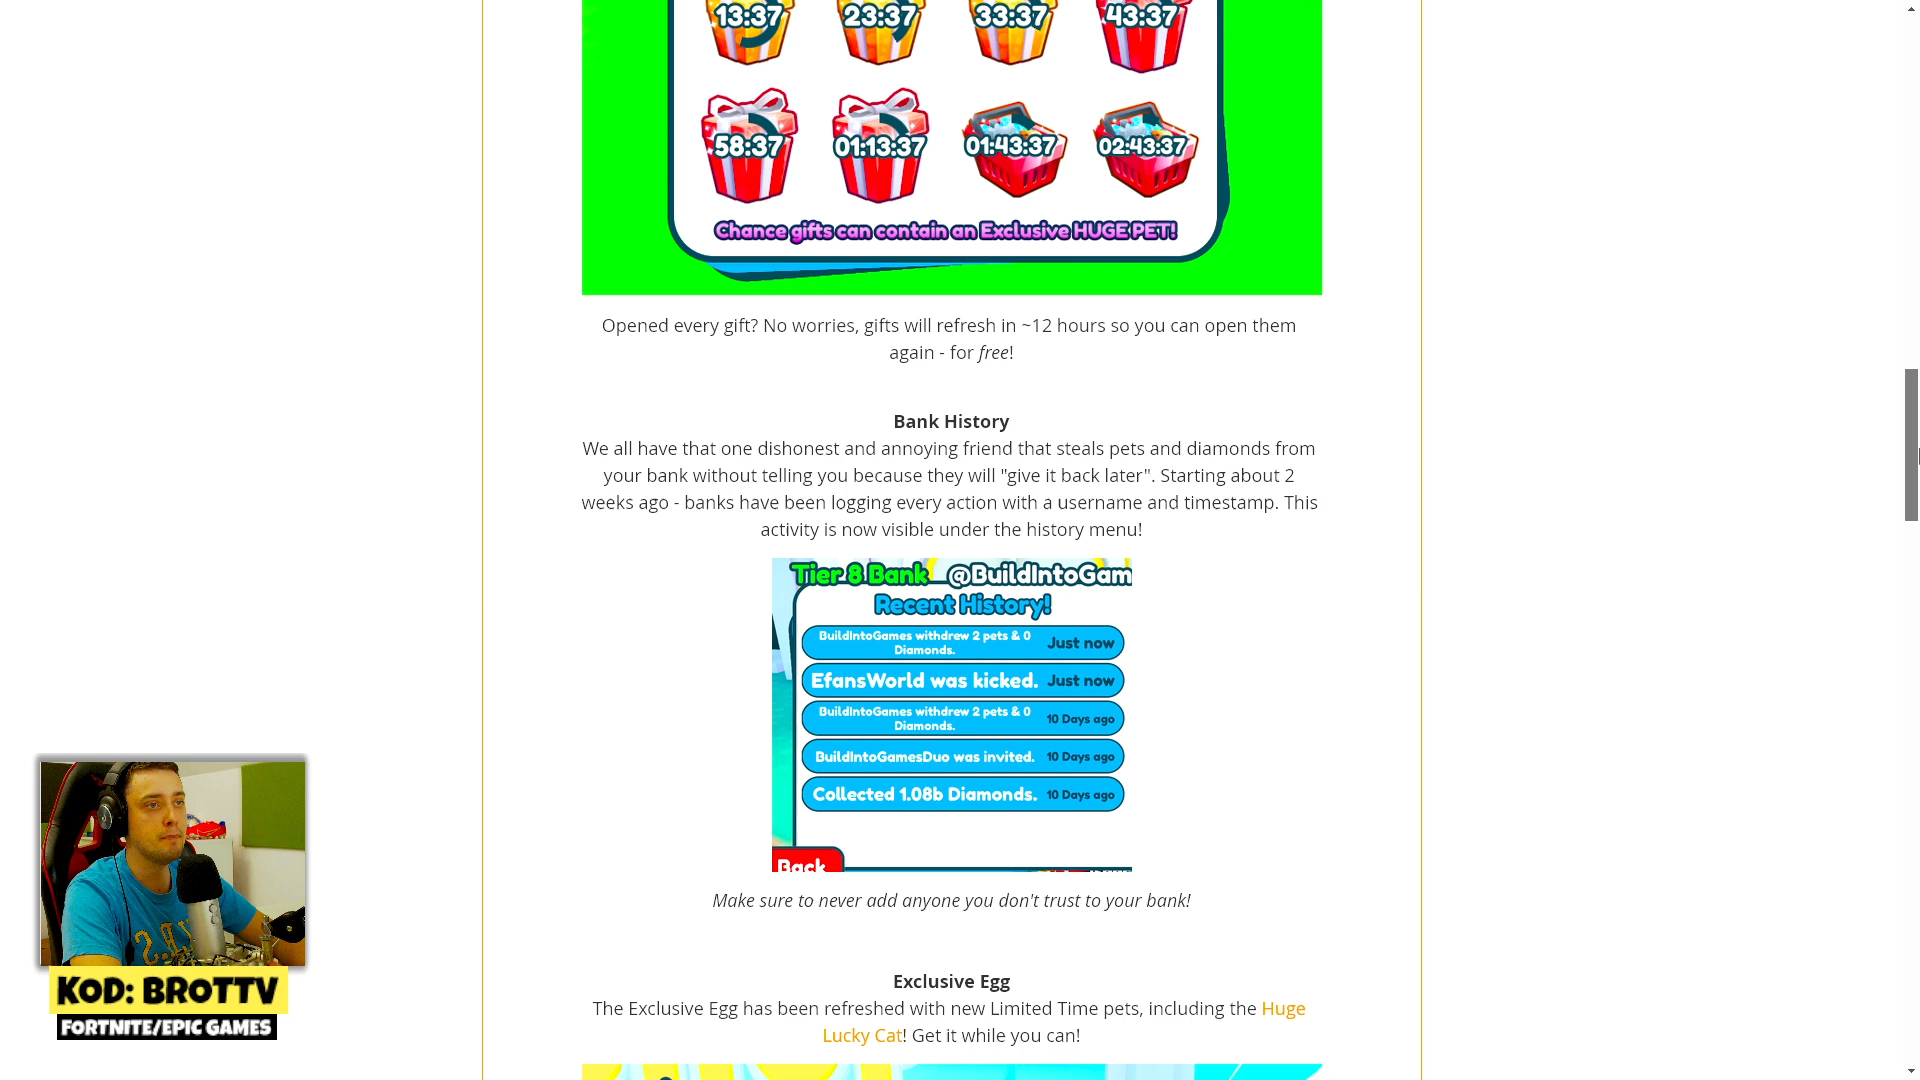 13:37 23:37 33:37 43:37
58:37 01:13:37 01:43:37 02:43:37
Chance gifts can contain an Exclusive HUGE PET!
Opened every gift? No worries, gifts will refresh in ~12 hours so you can open them
again - for free!
Bank History
We all have that one dishonest and annoying friend that steals pets and diamonds from
your bank without telling you because they will "give it back later". Starting about 2
weeks ago - banks have been logging every action with a username and timestamp. This
activity is now visible under the history menu!
Tier 8 Bank @BuildIntoGam
Recent History!
BuildIntoGames withdrew 2 pets & 0
Diamonds.
Just now
EfansWorld was kicked. Just now
BuildIntoGames withdrew 2 pets & 0
Diamonds.
10 Days ago
BuildIntoGamesDuo was invited. 10 Days ago
Collected 1.08b Diamonds. 10 Days ago
Back
Make sure to never add anyone you don't trust to your bank!
Exclusive Egg
The Exclusive Egg has been refreshed with new Limited Time pets, including the Huge
Lucky Cat! Get it while you can!
KOD: BROTTV
FORTNITE/EPIC GAMES